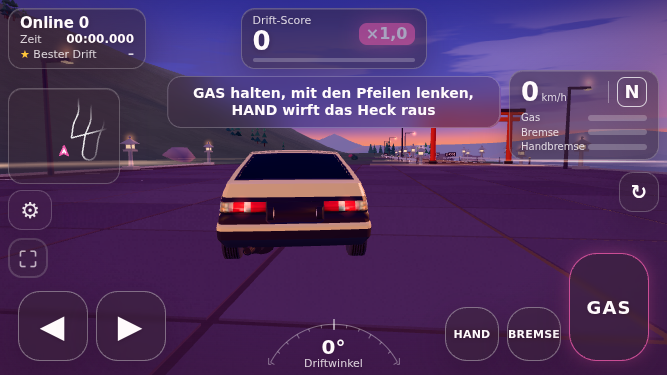 Online 0
Zeit 00:00.000
★ Bester Drift –
Drift-Score
0
×1,0
GAS halten, mit den Pfeilen lenken,
HAND wirft das Heck raus
0 km/h
N
Gas
Bremse
Handbremse
HAND
BREMSE
GAS
0°
Driftwinkel